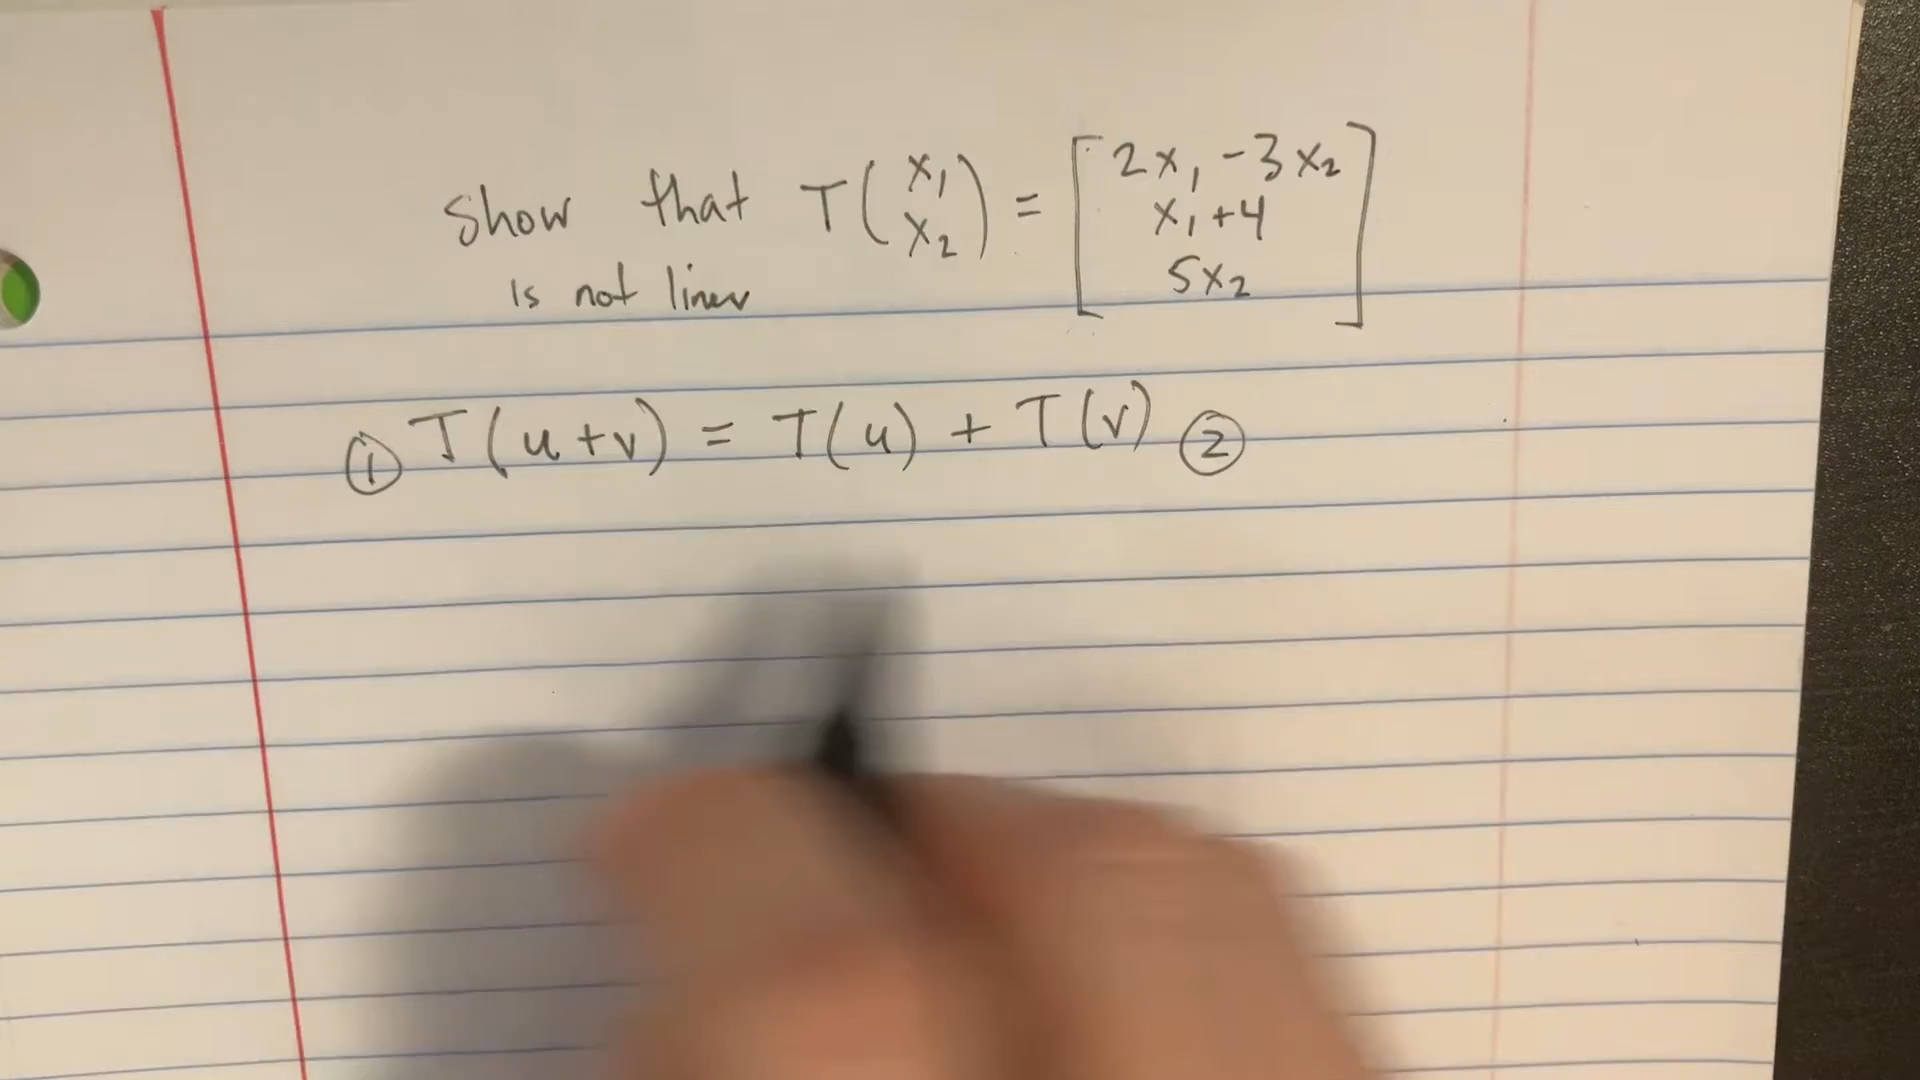 Show that T(x₁ x₂) = [2x₁ - 3x₂
x₁ + 4
5x₂]
is not liner
① T(u+v) = T(u) + T(v) ②